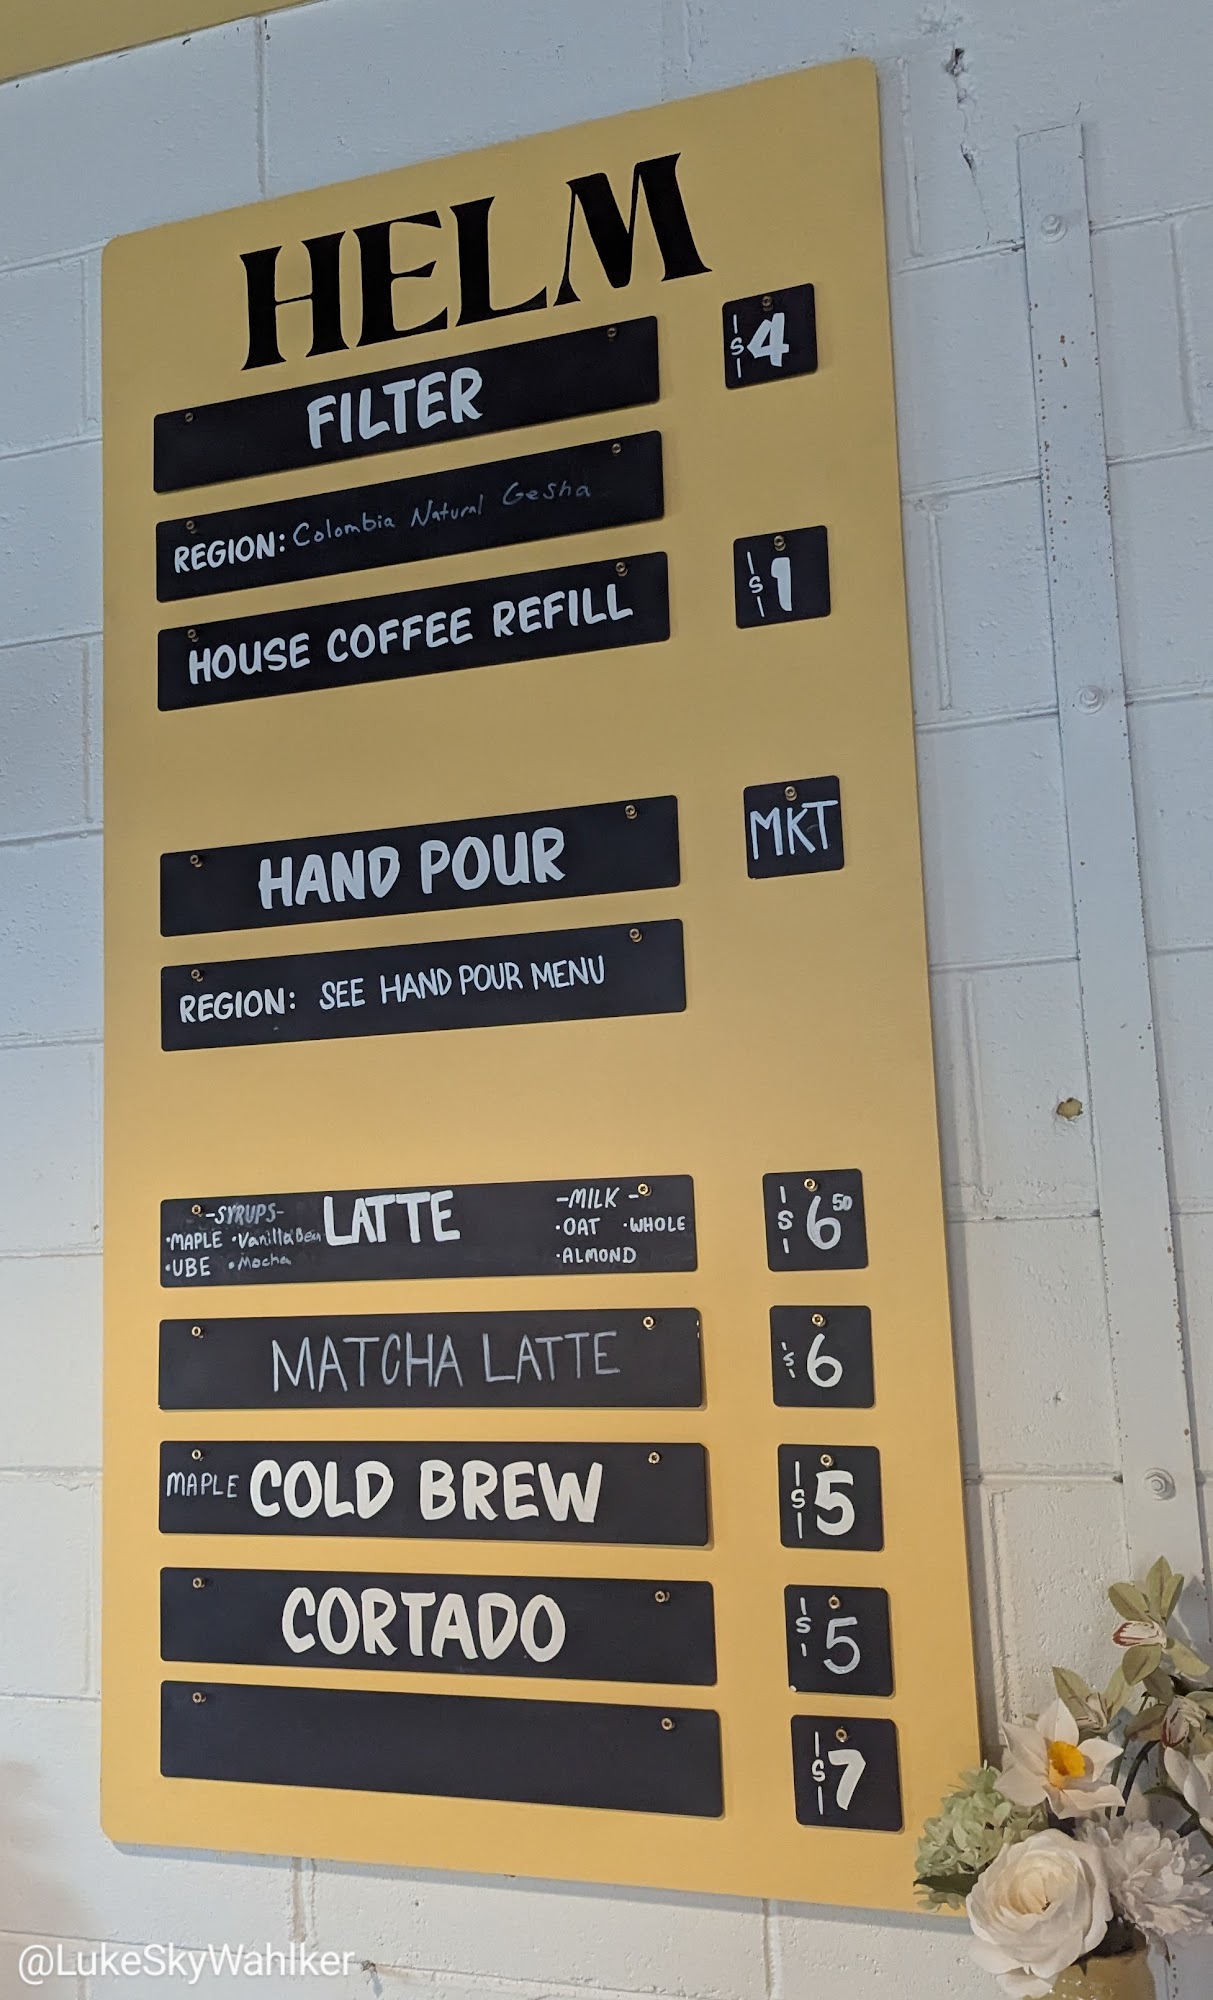 HELM
FILTER
$4
REGION: Colombia Natural Gesha
HOUSE COFFEE REFILL
$1
HAND POUR
MKT
REGION: SEE HAND POUR MENU
-SYRUPS-
•MAPLE •Vanilla Bean
•UBE •Mocha
LATTE
-MILK-
•OAT •WHOLE
•ALMOND
$6 50
MATCHA LATTE
$6
MAPLE COLD BREW
$5
CORTADO
$5
$7
@LukeSkyWahlker